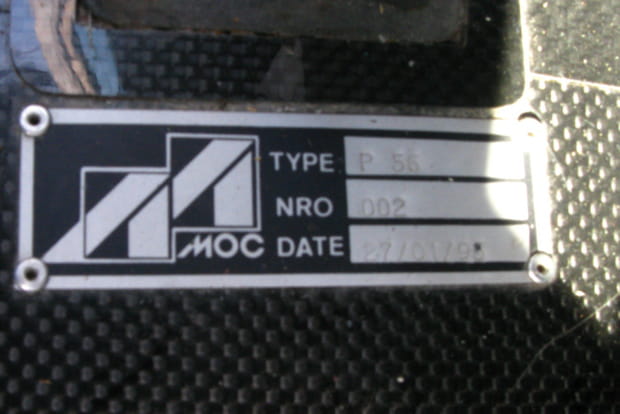 TYPE P 56
NRO 002
MOC DATE